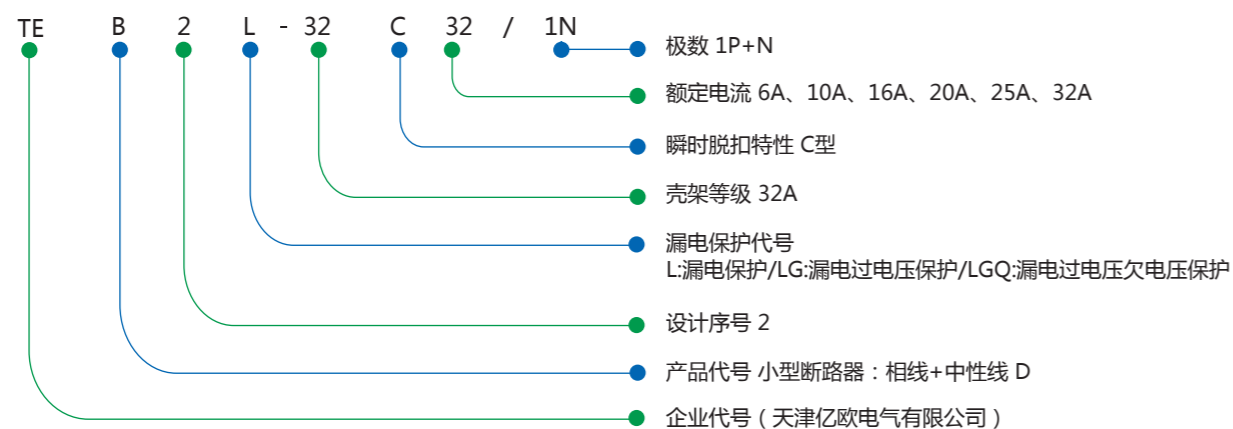 TE B 2 L - 32 C 32 / 1N
极数 1P+N
额定电流 6A、10A、16A、20A、25A、32A
瞬时脱扣特性 C型
壳架等级 32A
漏电保护代号
L:漏电保护/LG:漏电过电压保护/LGQ:漏电过电压欠电压保护
设计序号 2
产品代号 小型断路器：相线+中性线 D
企业代号（天津亿欧电气有限公司）